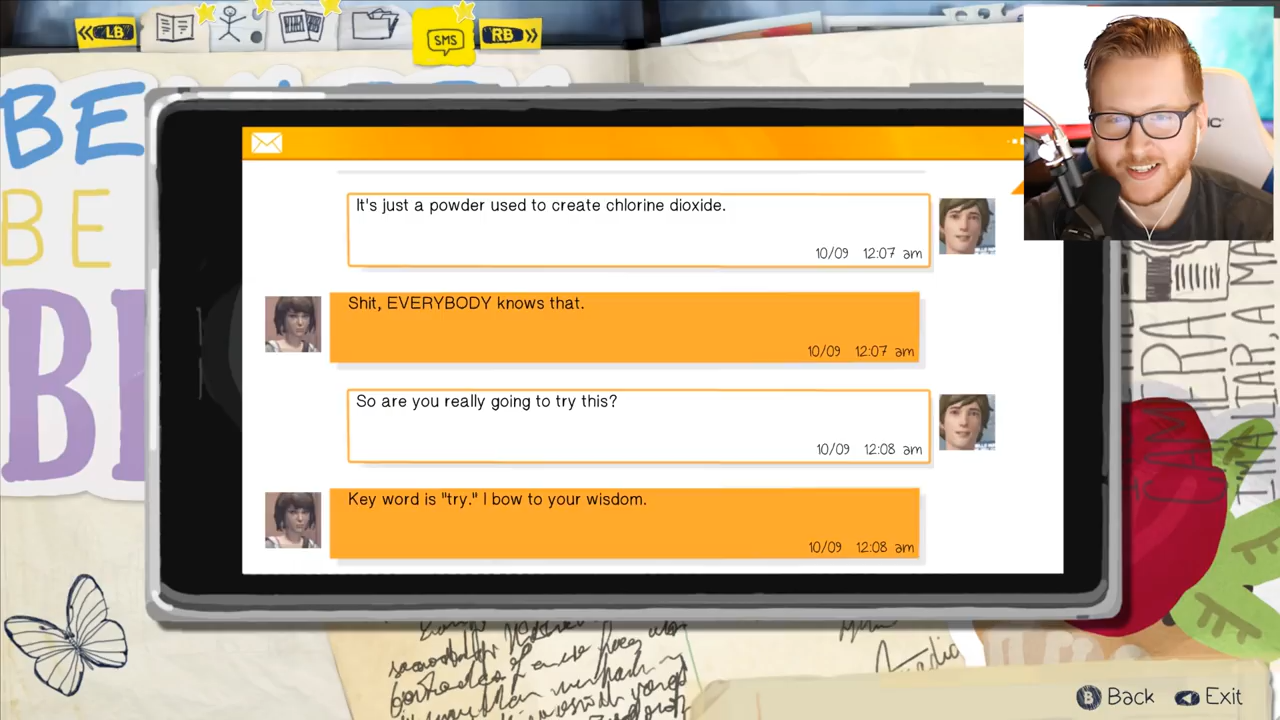 LB
SMS
RB
BE
BE
It's just a powder used to create chlorine dioxide.
10/09 12:07 am
Shit, EVERYBODY knows that.
10/09 12:07 am
So are you really going to try this?
10/09 12:08 am
Key word is "try." I bow to your wisdom.
10/09 12:08 am
B Back
Exit